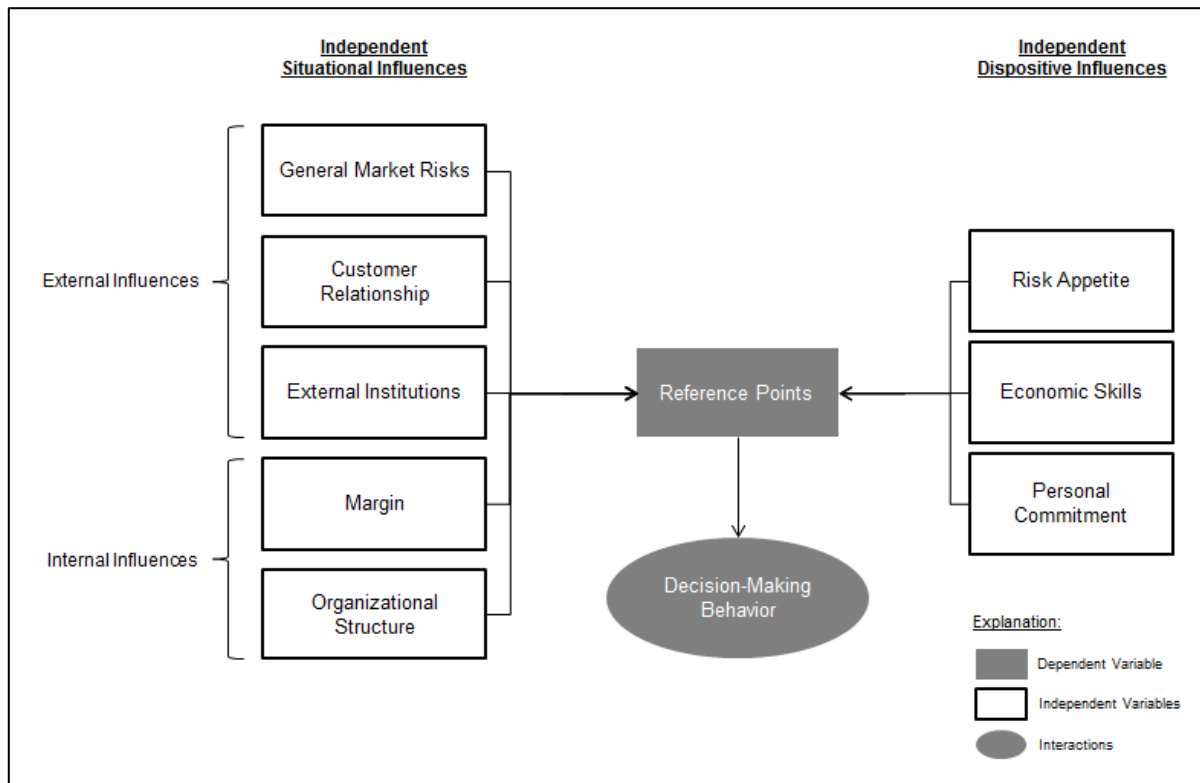 Independent
Situational Influences
Independent
Dispositive Influences
General Market Risks
Customer
Relationship
External Institutions
Margin
Organizational
Structure
External Influences
Internal Influences
Reference Points
Decision-Making
Behavior
Risk Appetite
Economic Skills
Personal
Commitment
Explanation:
Dependent Variable
Independent Variables
Interactions